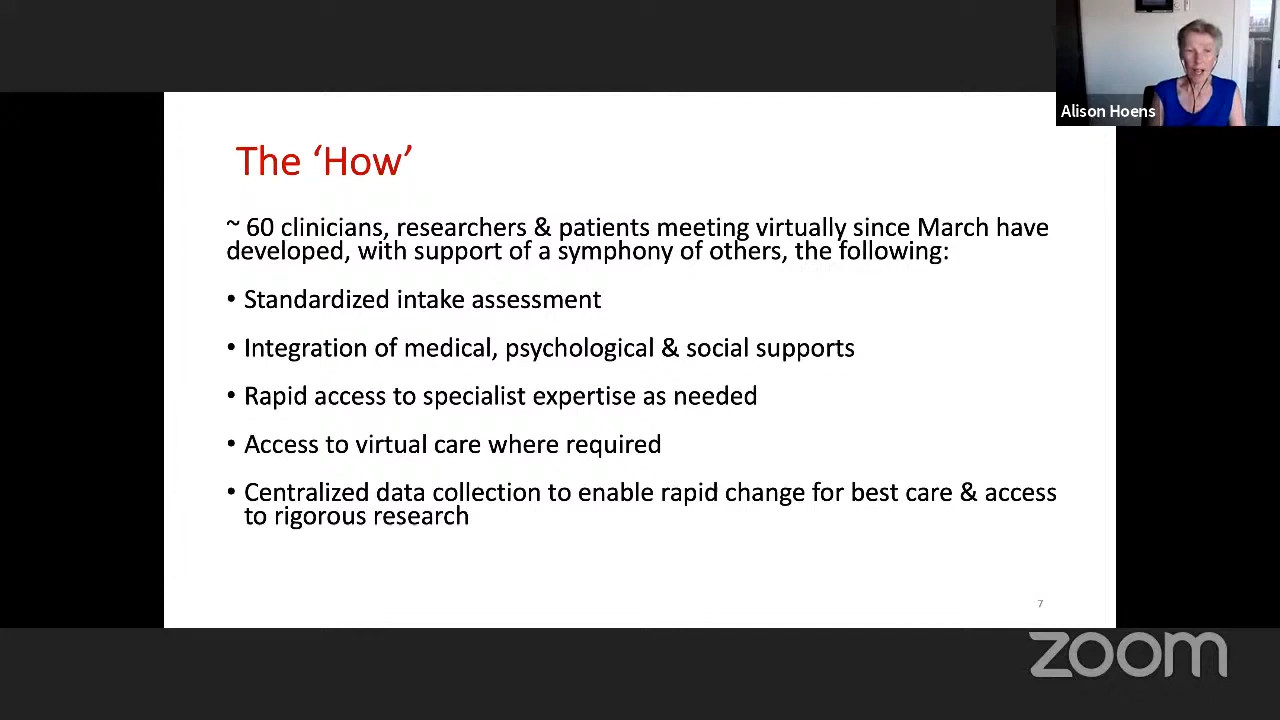 Alison Hoens
The ‘How’
~ 60 clinicians, researchers & patients meeting virtually since March have
developed, with support of a symphony of others, the following:
• Standardized intake assessment
• Integration of medical, psychological & social supports
• Rapid access to specialist expertise as needed
• Access to virtual care where required
• Centralized data collection to enable rapid change for best care & access
to rigorous research
7
zoom